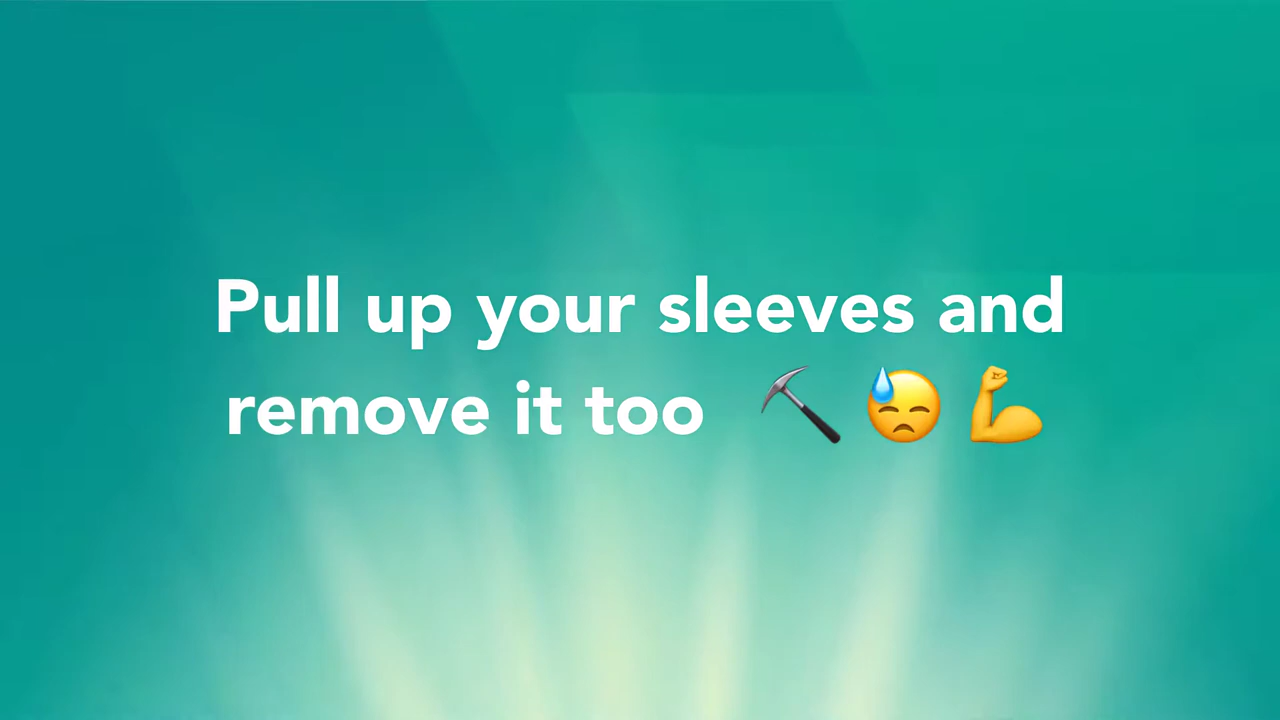 Pull up your sleeves and
remove it too ⛏️ 😓 💪